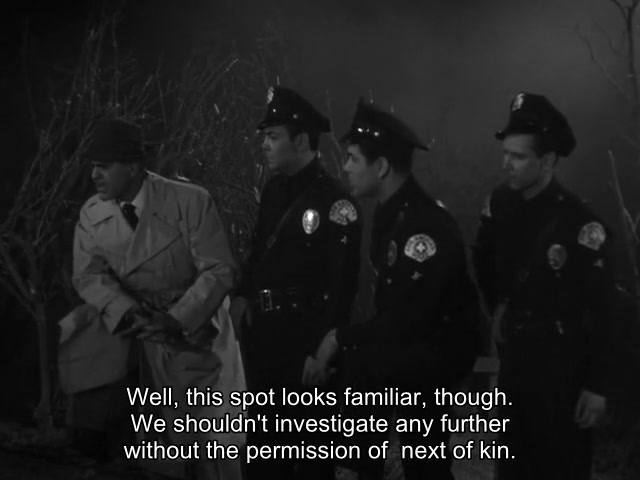 Well, this spot looks familiar, though.
We shouldn't investigate any further
without the permission of  next of kin.